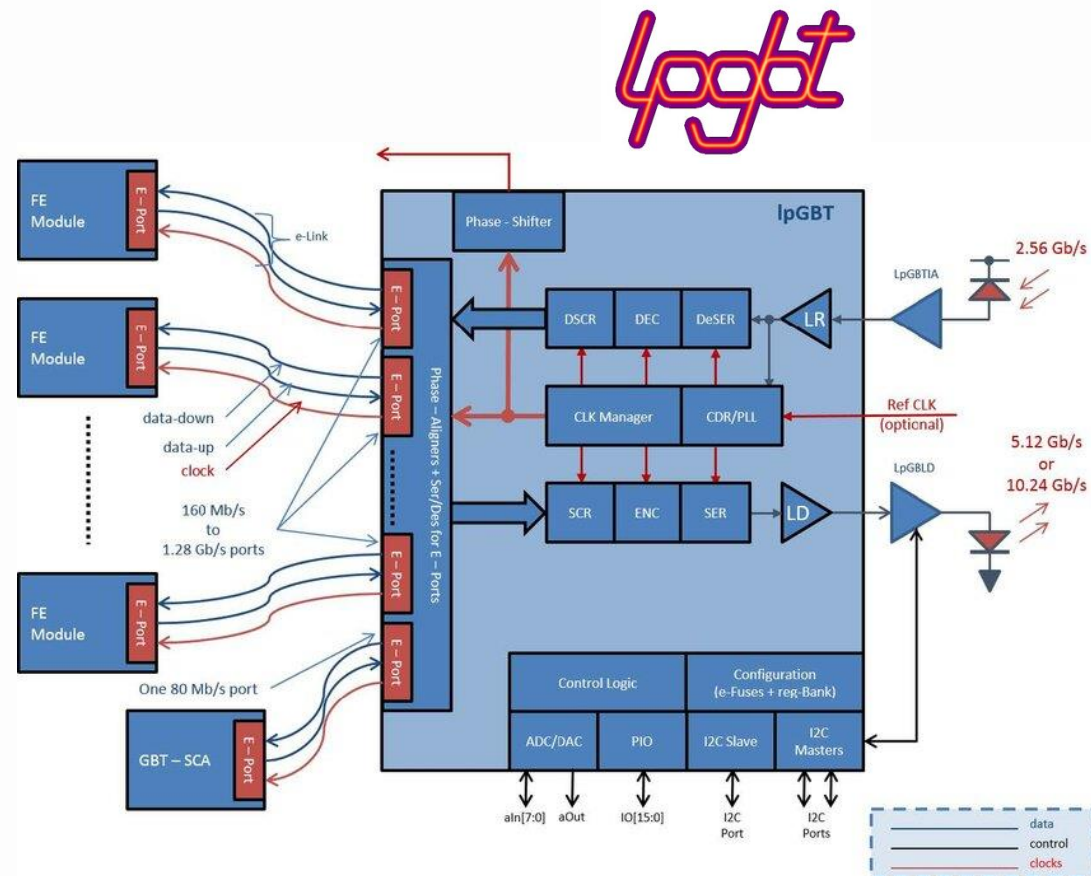 lpgbt
FE
Module
E – Port
e-Link
Phase - Shifter
lpGBT
2.56 Gb/s
LpGBTIA
E – Port
DSCR
DEC
DeSER
LR
FE
Module
E – Port
E – Port
Phase – Aligners + Ser/Des for E – Ports
data-down
data-up
clock
CLK Manager
CDR/PLL
Ref CLK
(optional)
5.12 Gb/s
or
10.24 Gb/s
LpGBLD
160 Mb/s
to
1.28 Gb/s ports
SCR
ENC
SER
LD
FE
Module
E – Port
E – Port
One 80 Mb/s port
E – Port
GBT – SCA
E – Port
Control Logic
Configuration
(e-Fuses + reg-Bank)
ADC/DAC
PIO
I2C Slave
I2C
Masters
aIn[7:0]
aOut
IO[15:0]
I2C
Port
I2C
Ports
data
control
clocks